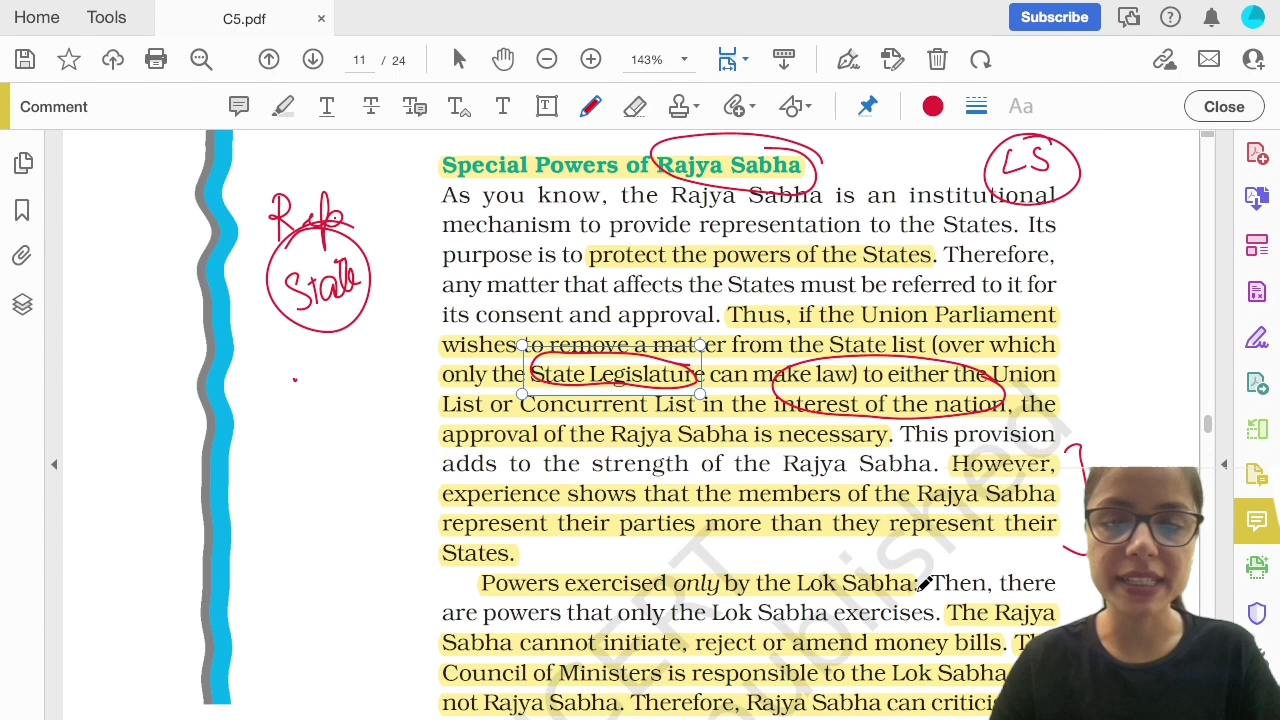 Home Tools C5.pdf × Subscribe
11 / 24 143%
Comment Aa Close
Special Powers of Rajya Sabha
LS
As you know, the Rajya Sabha is an institutional
mechanism to provide representation to the States. Its
purpose is to protect the powers of the States. Therefore,
any matter that affects the States must be referred to it for
State
its consent and approval. Thus, if the Union Parliament
wishes to remove a matter from the State list (over which
only the State Legislature can make law) to either the Union
List or Concurrent List in the interest of the nation, the
approval of the Rajya Sabha is necessary. This provision
adds to the strength of the Rajya Sabha. However,
experience shows that the members of the Rajya Sabha
represent their parties more than they represent their
States.
Powers exercised only by the Lok Sabha: Then, there
are powers that only the Lok Sabha exercises. The Rajya
Sabha cannot initiate, reject or amend money bills.
Council of Ministers is responsible to the Lok Sabha
not Rajya Sabha. Therefore, Rajya Sabha can